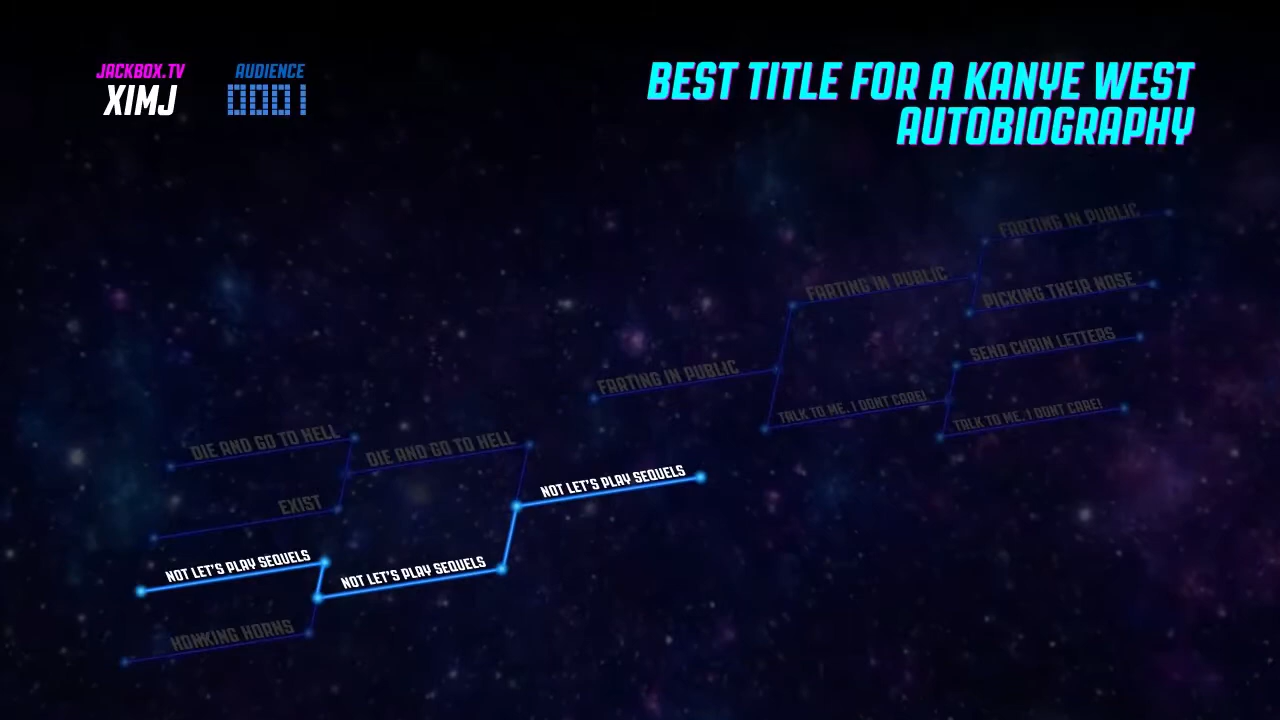 JACKBOX.TV
XIMJ
AUDIENCE
0001
BEST TITLE FOR A KANYE WEST
AUTOBIOGRAPHY
DIE AND GO TO HELL
EXIST
NOT LET'S PLAY SEQUELS
HONKING HORNS
DIE AND GO TO HELL
NOT LET'S PLAY SEQUELS
NOT LET'S PLAY SEQUELS
FARTING IN PUBLIC
FARTING IN PUBLIC
TALK TO ME. I DONT CARE!
FARTING IN PUBLIC
PICKING THEIR NOSE
SEND CHAIN LETTERS
TALK TO ME. I DONT CARE!